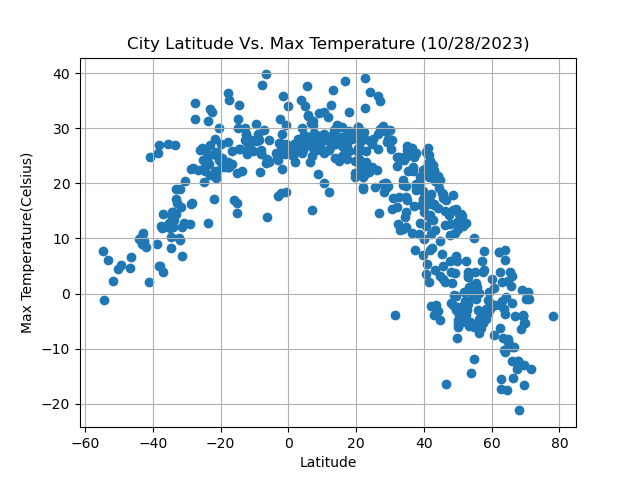 City Latitude Vs. Max Temperature (10/28/2023)
Max Temperature(Celsius)
40
30
20
10
0
−10
−20
−60 −40 −20 0 20 40 60 80
Latitude